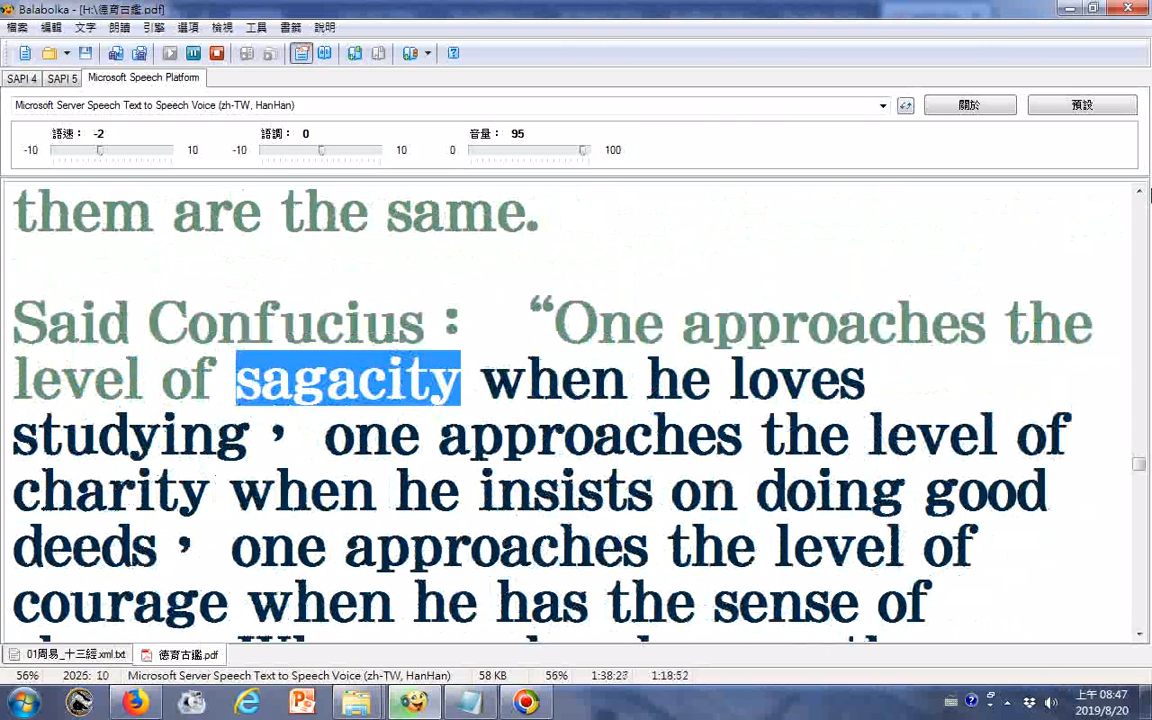 Balabolka - [H:\德育古鑑.pdf]
檔案 編輯 文字 朗讀 引擎 選項 檢視 工具 書籤 說明
SAPI 4 SAPI 5 Microsoft Speech Platform
Microsoft Server Speech Text to Speech Voice (zh-TW, HanHan) 關於 預設
語速： -2 語調： 0 音量： 95
-10 10 -10 10 0 100
them are the same.
Said Confucius： “One approaches the
level of sagacity when he loves
studying， one approaches the level of
charity when he insists on doing good
deeds， one approaches the level of
courage when he has the sense of
01周易_十三經.xml.txt 德育古鑑.pdf
56% 2025: 10 Microsoft Server Speech Text to Speech Voice (zh-TW, HanHan) 58 KB 56% 1:38:23 1:18:52
上午 08:47
2019/8/20